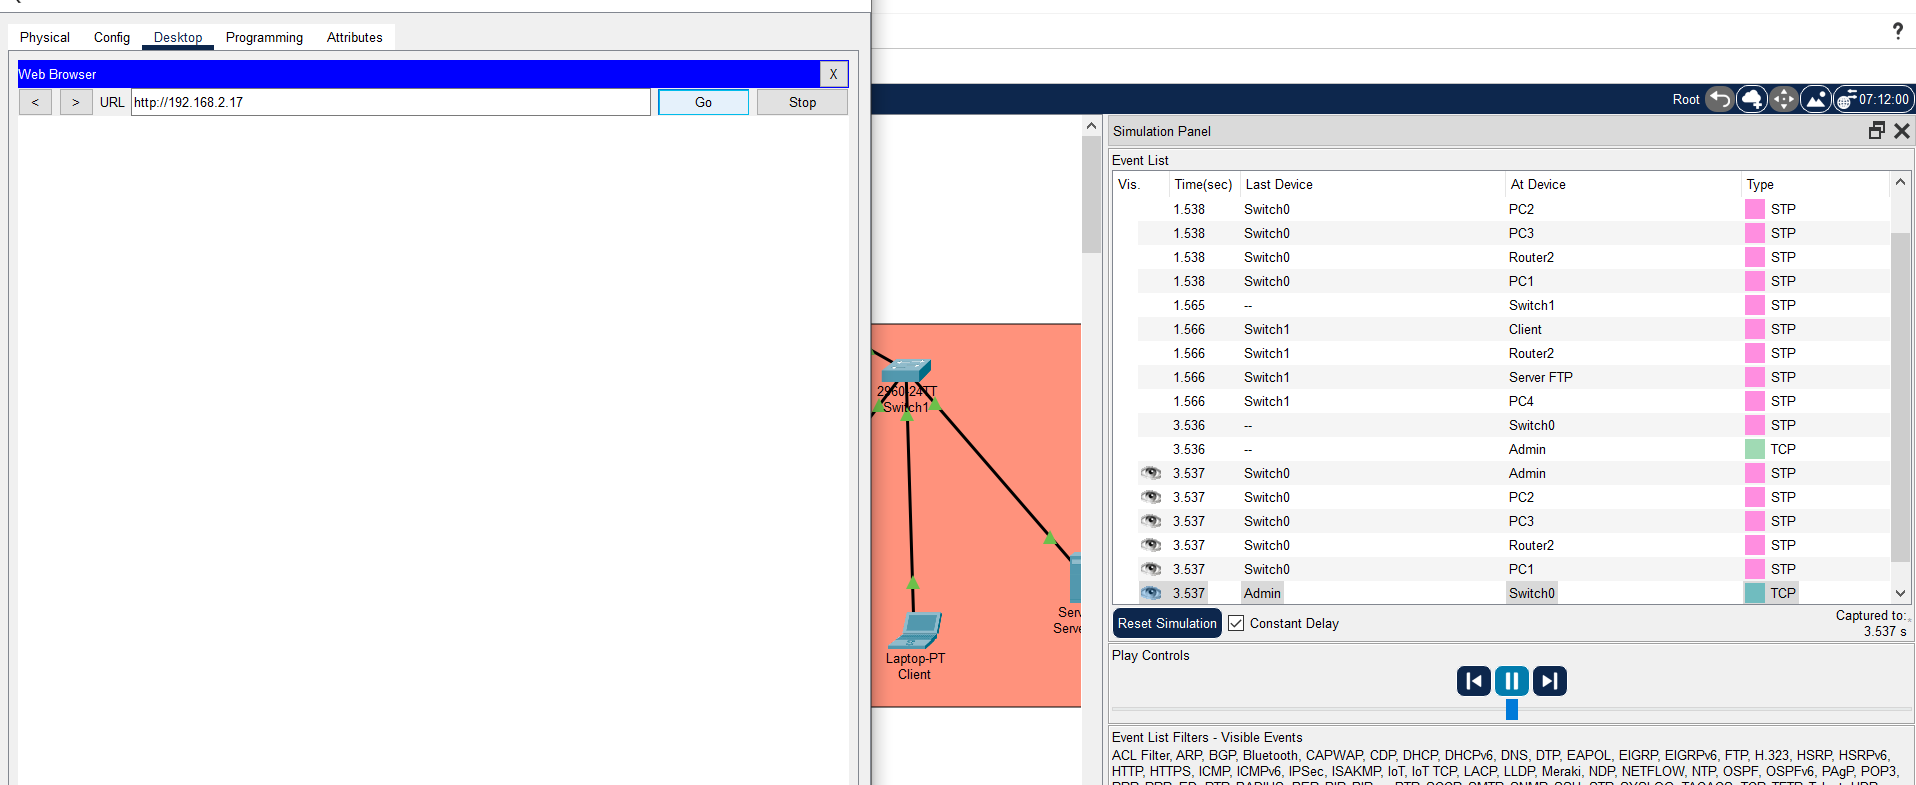 Physical Config Desktop Programming Attributes
Web Browser X
< > URL http://192.168.2.17 Go Stop
?
Root 07:12:00
2960-24TT
Switch1
Laptop-PT
Client
Simulation Panel
Event List
Vis. Time(sec) Last Device At Device Type
1.538 Switch0 PC2 STP
1.538 Switch0 PC3 STP
1.538 Switch0 Router2 STP
1.538 Switch0 PC1 STP
1.565 -- Switch1 STP
1.566 Switch1 Client STP
1.566 Switch1 Router2 STP
1.566 Switch1 Server FTP STP
1.566 Switch1 PC4 STP
3.536 -- Switch0 STP
3.536 -- Admin TCP
3.537 Switch0 Admin STP
3.537 Switch0 PC2 STP
3.537 Switch0 PC3 STP
3.537 Switch0 Router2 STP
3.537 Switch0 PC1 STP
3.537 Admin Switch0 TCP
Reset Simulation Constant Delay
Captured to:
3.537 s
Play Controls
Event List Filters - Visible Events
ACL Filter, ARP, BGP, Bluetooth, CAPWAP, CDP, DHCP, DHCPv6, DNS, DTP, EAPOL, EIGRP, EIGRPv6, FTP, H.323, HSRP, HSRPv6,
HTTP, HTTPS, ICMP, ICMPv6, IPSec, ISAKMP, IoT, IoT TCP, LACP, LLDP, Meraki, NDP, NETFLOW, NTP, OSPF, OSPFv6, PAgP, POP3,